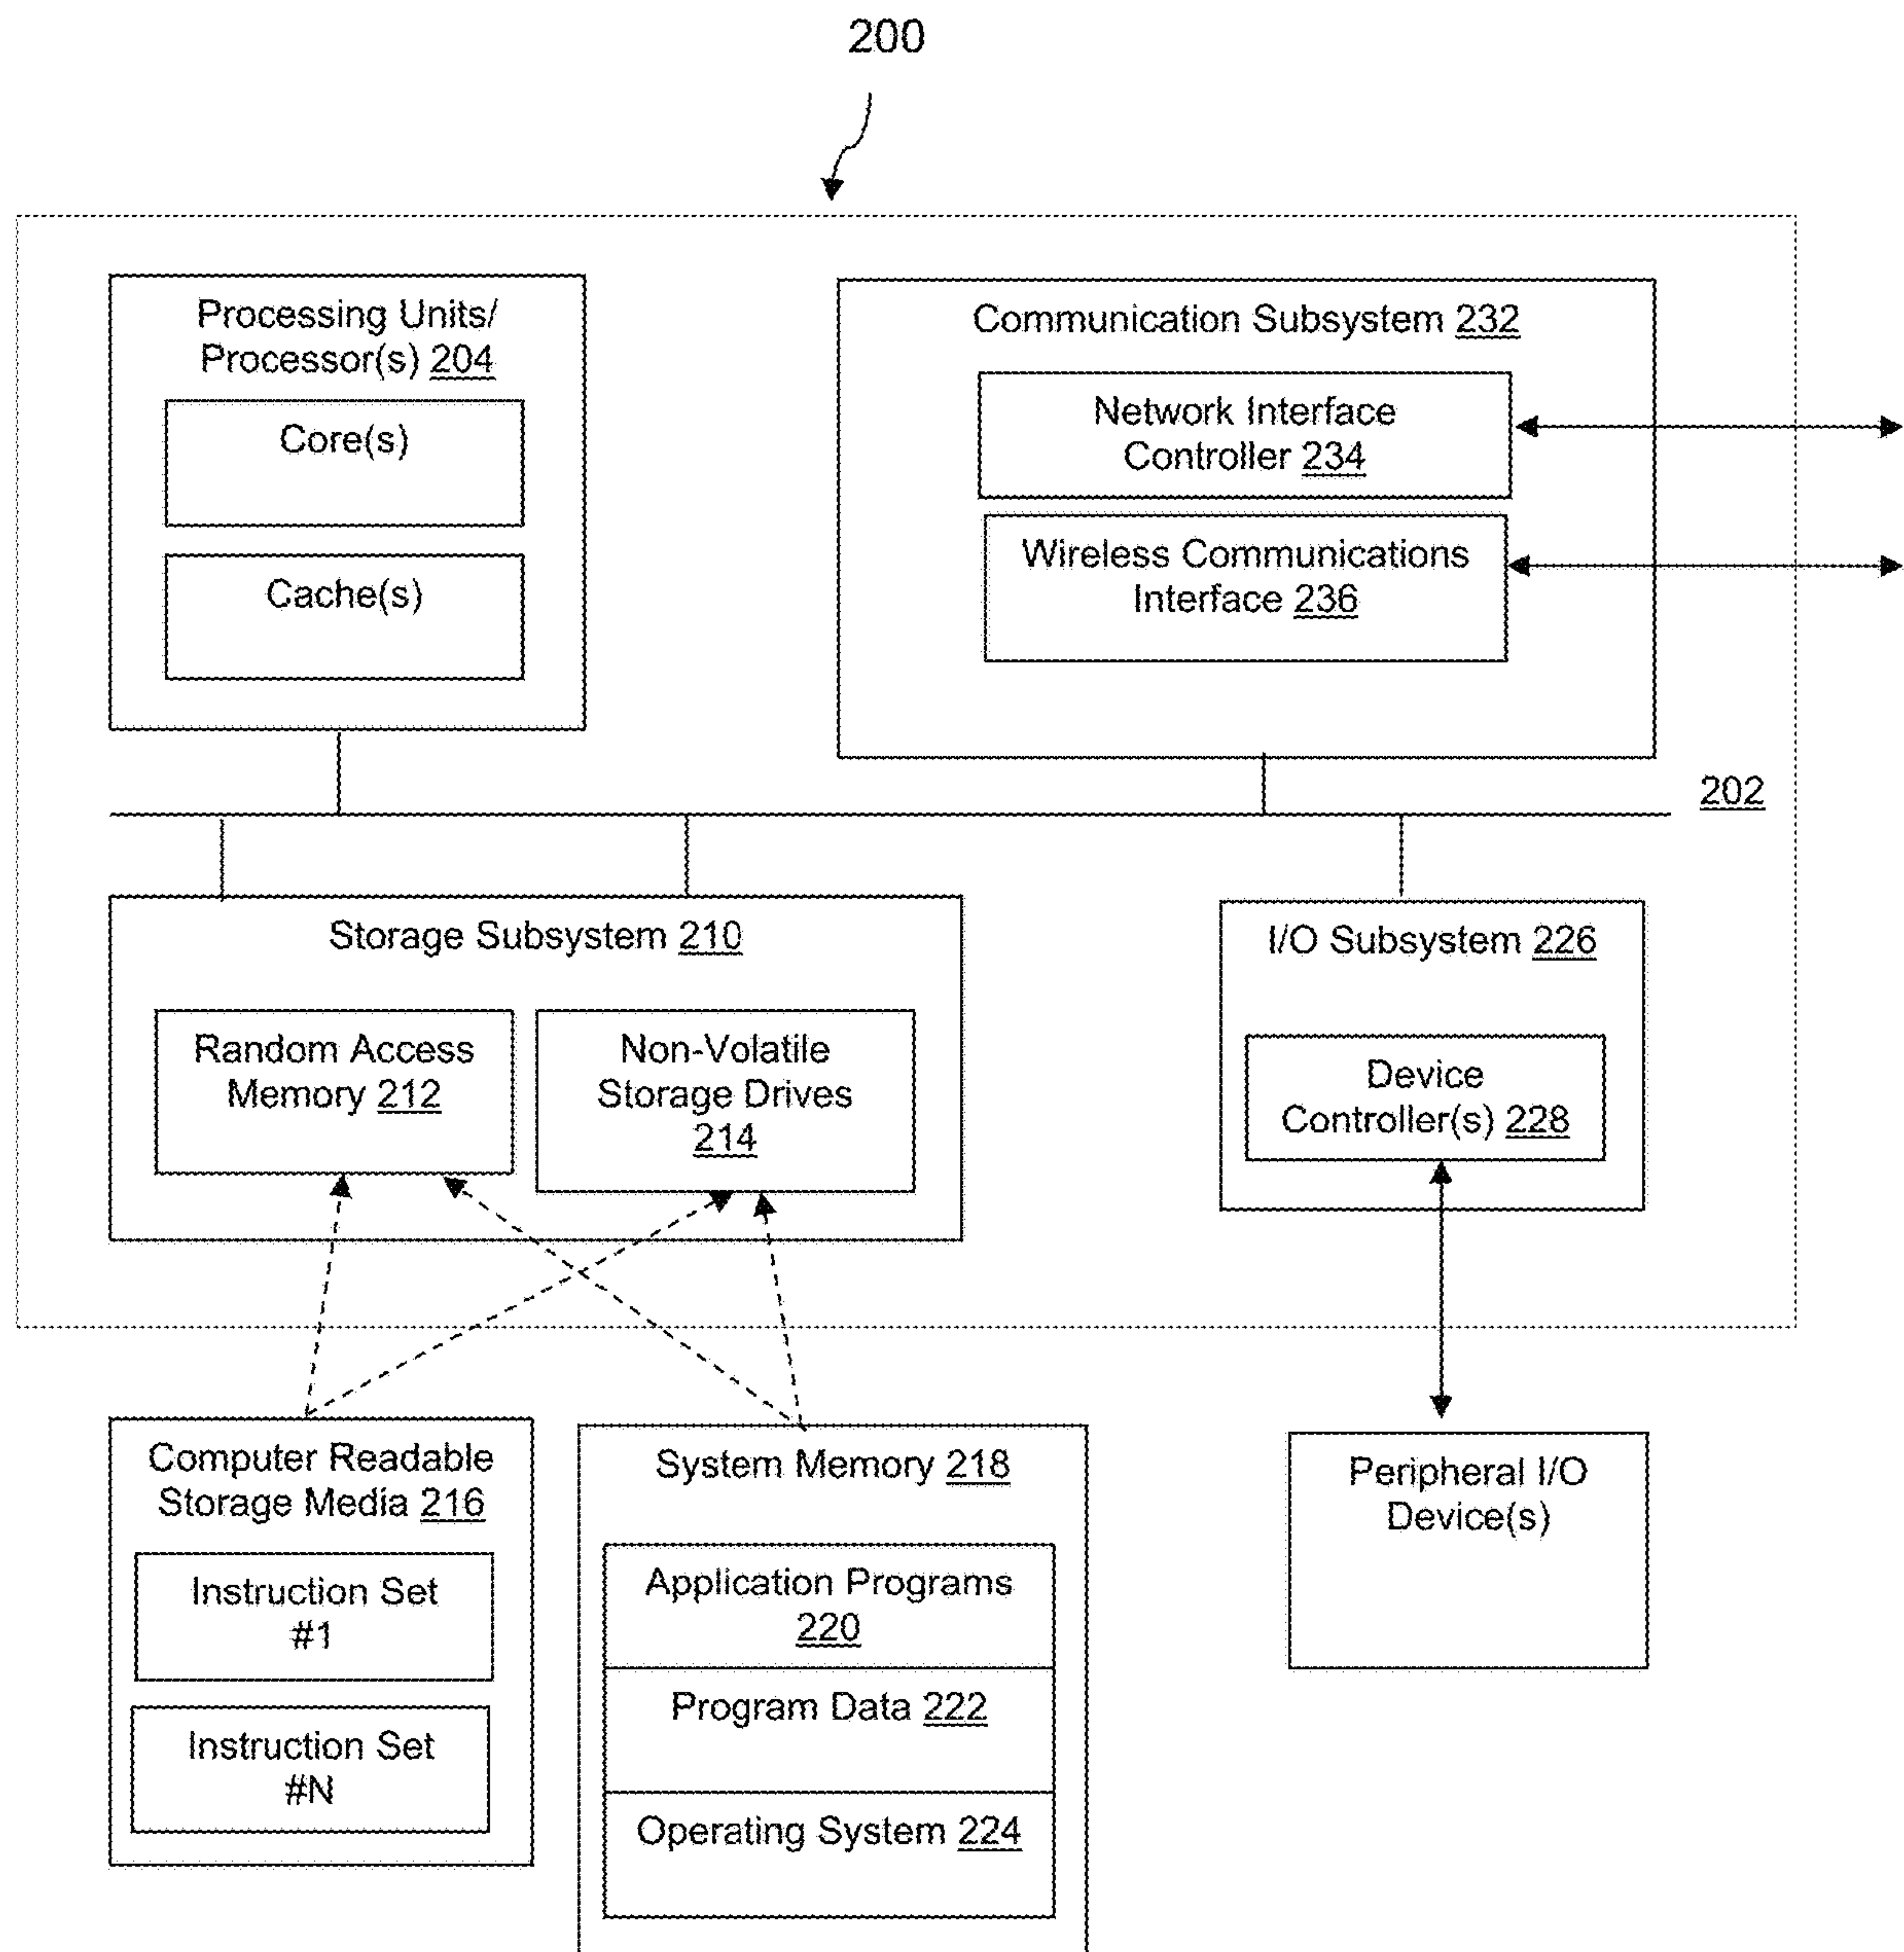 200
Processing Units/
Processor(s) 204
Core(s)
Cache(s)
Communication Subsystem 232
Network Interface
Controller 234
Wireless Communications
Interface 236
202
Storage Subsystem 210
Random Access
Memory 212
Non-Volatile
Storage Drives
214
I/O Subsystem 226
Device
Controller(s) 228
Computer Readable
Storage Media 216
Instruction Set
#1
Instruction Set
#N
System Memory 218
Application Programs
220
Program Data 222
Operating System 224
Peripheral I/O
Device(s)